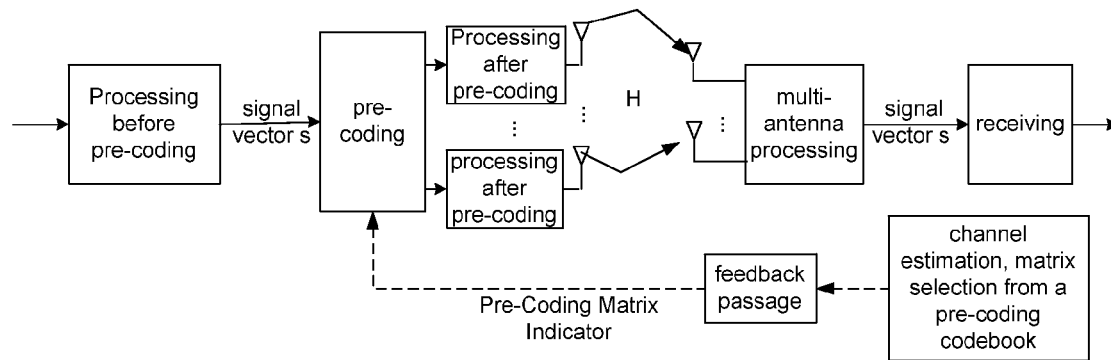 Processing
before
pre-coding
signal
vector s
pre-
coding
Processing
after
pre-coding
...
processing
after
pre-coding
...
H
...
multi-
antenna
processing
signal
vector s
receiving
channel
estimation, matrix
selection from a
pre-coding
codebook
feedback
passage
Pre-Coding Matrix
Indicator